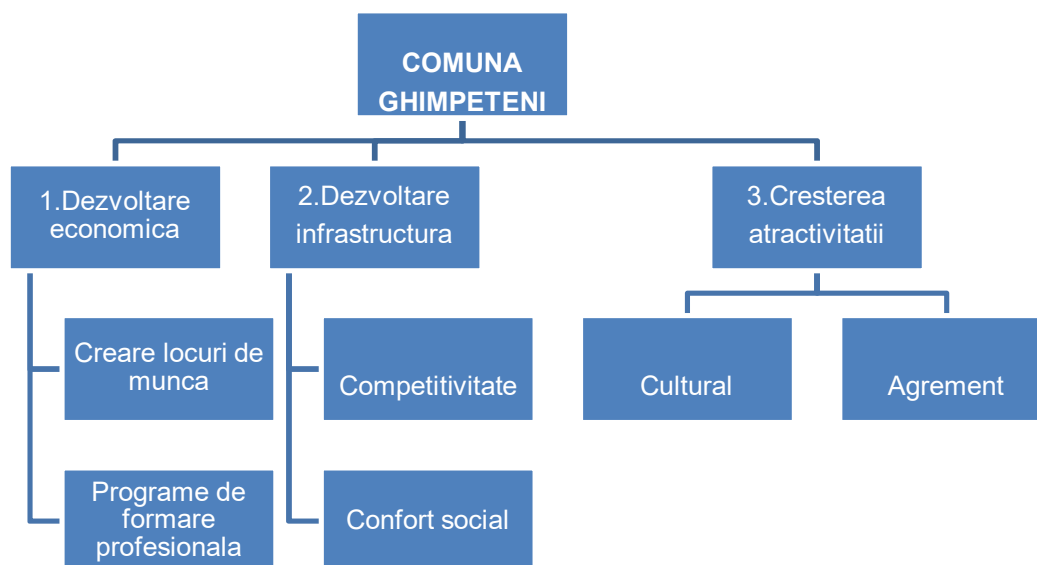 COMUNA
GHIMPETENI
1.Dezvoltare
economica
2.Dezvoltare
infrastructura
3.Cresterea
atractivitatii
Creare locuri de
munca
Competitivitate
Cultural
Agrement
Programe de
formare
profesionala
Confort social